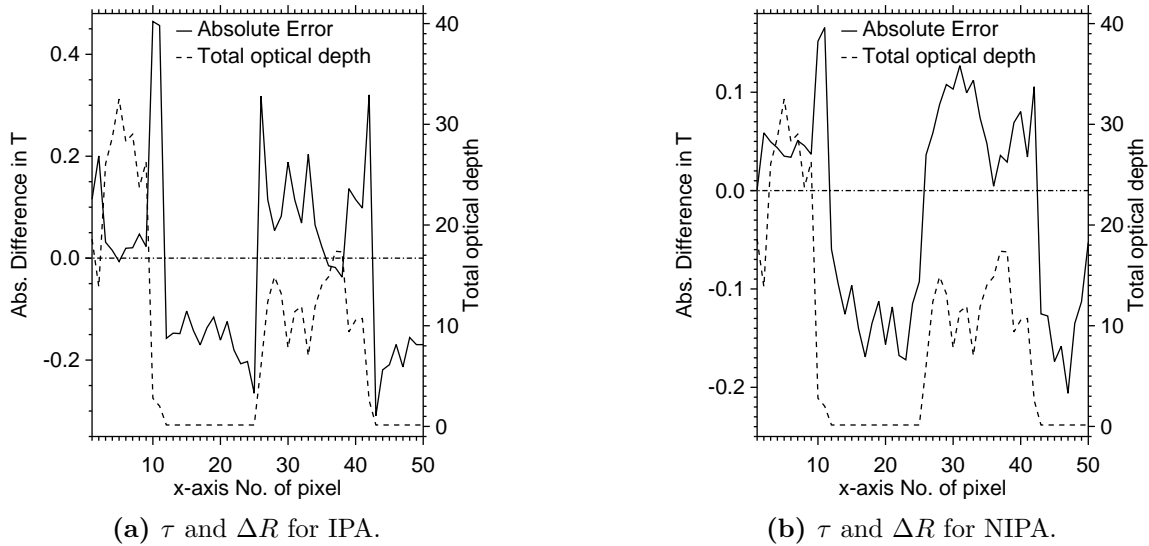 Absolute Error
Total optical depth
0.4
0.2
0.0
-0.2
40
30
20
10
0
10 20 30 40 50
x-axis No. of pixel
Abs. Difference in T
Total optical depth
(a) τ and ΔR for IPA.
Absolute Error
Total optical depth
0.1
0.0
-0.1
-0.2
40
30
20
10
0
10 20 30 40 50
x-axis No. of pixel
Abs. Difference in T
Total optical depth
(b) τ and ΔR for NIPA.